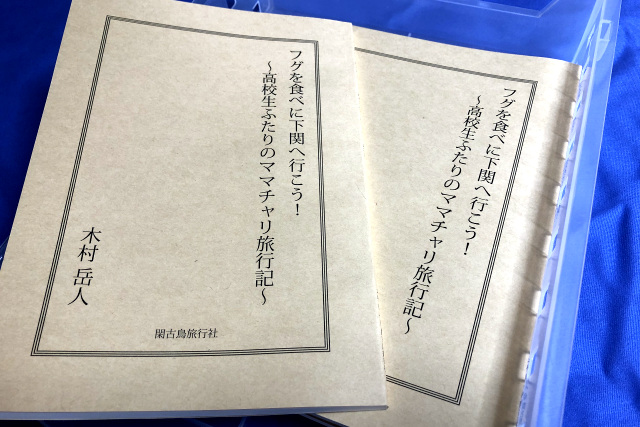 フグを食べに下関へ行こう！
～高校生ふたりのママチャリ旅行記～
木村 岳人
閑古鳥旅行社
フグを食べに下関へ行こう！
～高校生ふたりのママチャリ旅行記～